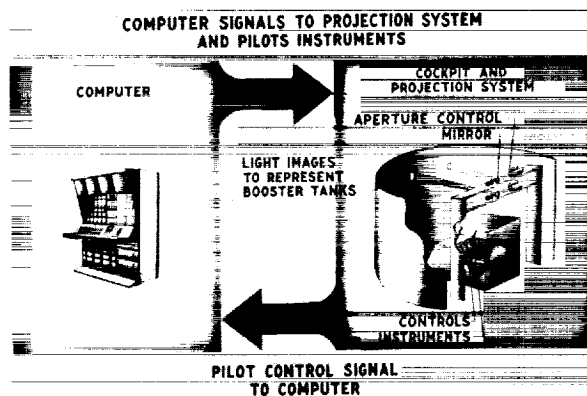 COMPUTER SIGNALS TO PROJECTION SYSTEM
AND PILOTS INSTRUMENTS
COMPUTER
COCKPIT AND
PROJECTION SYSTEM
APERTURE CONTROL
MIRROR
LIGHT IMAGES
TO REPRESENT
BOOSTER TANKS
CONTROLS
INSTRUMENTS
PILOT CONTROL SIGNAL
TO COMPUTER